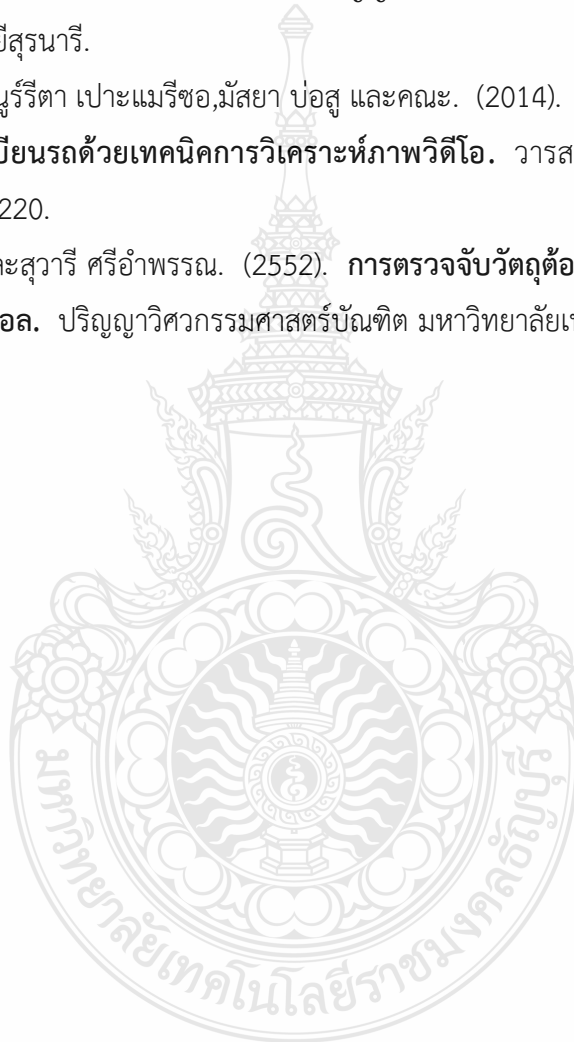 ยีสุรนารี.
นูร์รีตา เปาะแมรีซอ,มัสยา บ่อสู และคณะ. (2014).
บียนรถด้วยเทคนิคการวิเคราะห์ภาพวิดีโอ. วารส
220.
ละสุวารี ศรีอำพรรณ. (2552). การตรวจจับวัตถุต้อ
อล. ปริญญาวิศวกรรมศาสตร์บัณฑิต มหาวิทยาลัยเท
มหาวิทยาลัยเทคโนโลยีราชมงคลธัญบุรี